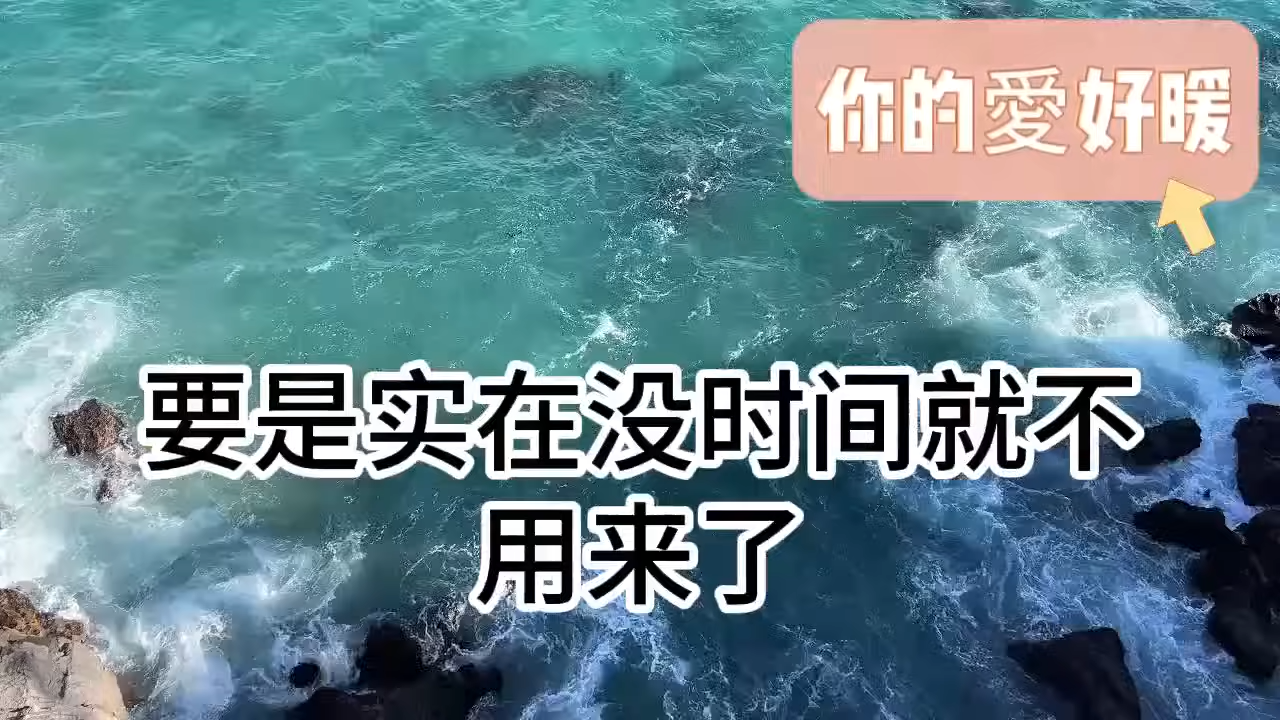 你的愛好暖
要是实在没时间就不
用来了